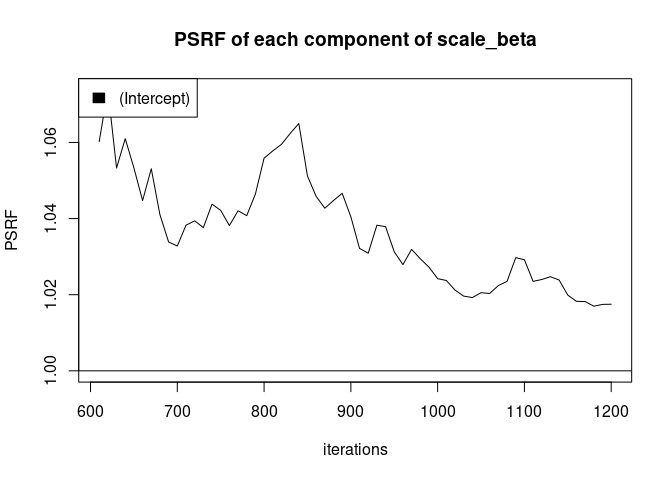 PSRF of each component of scale_beta
(Intercept)
PSRF
1.06
1.04
1.02
1.00
600 700 800 900 1000 1100 1200
iterations